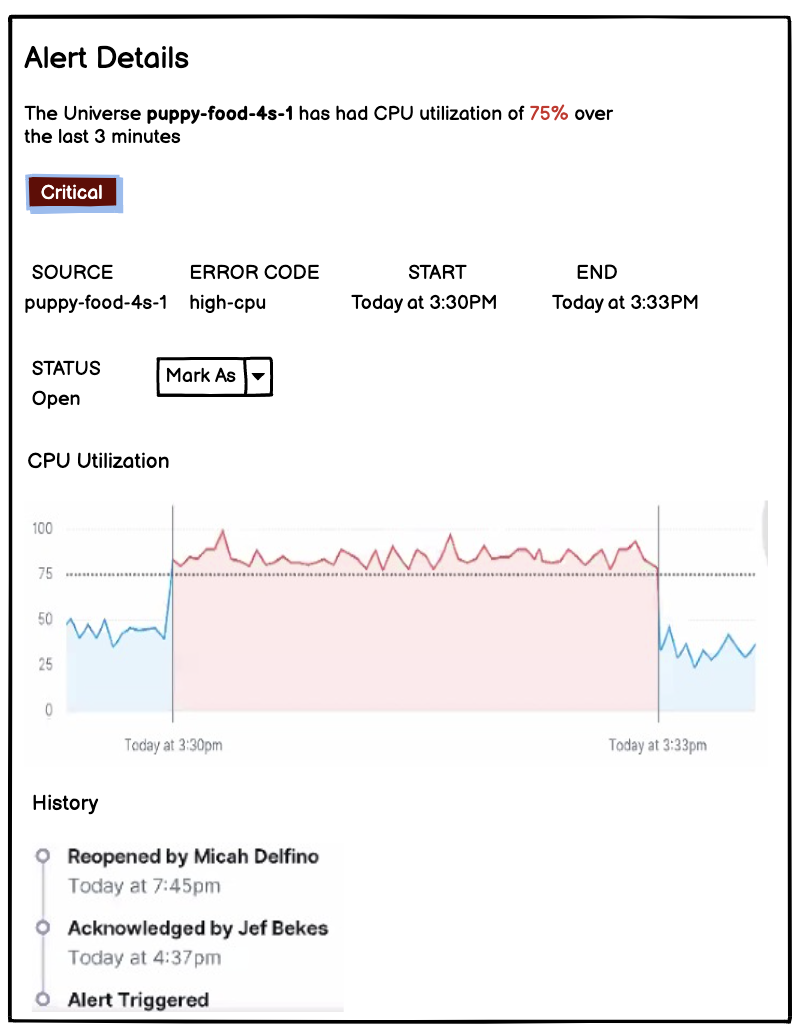 Alert Details
The Universe puppy-food-4s-1 has had CPU utilization of 75% over
the last 3 minutes
Critical
SOURCE ERROR CODE START END
puppy-food-4s-1 high-cpu Today at 3:30PM Today at 3:33PM
STATUS
Open
Mark As
CPU Utilization
100
75
50
25
0
Today at 3:30pm Today at 3:33pm
History
Reopened by Micah Delfino
Today at 7:45pm
Acknowledged by Jef Bekes
Today at 4:37pm
Alert Triggered